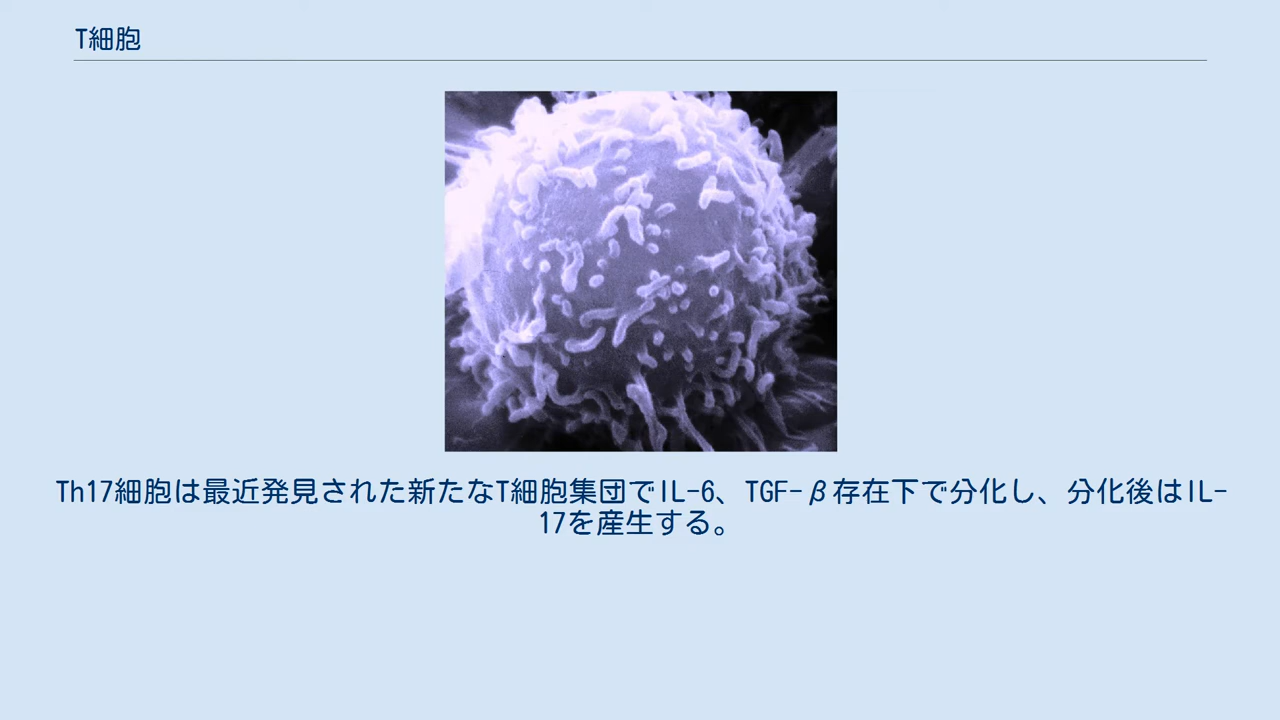 T細胞
Th17細胞は最近発見された新たなT細胞集団でIL-6、TGF-β存在下で分化し、分化後はIL-
17を産生する。